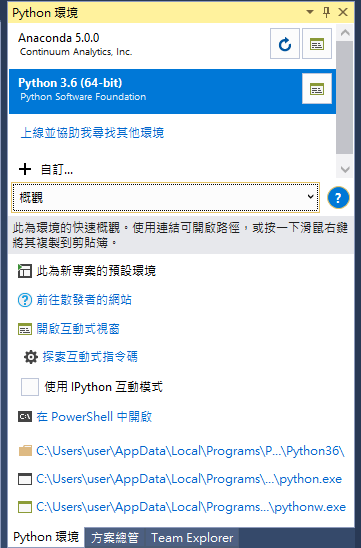 Python 環境
Anaconda 5.0.0
Continuum Analytics, Inc.
Python 3.6 (64-bit)
Python Software Foundation
上線並協助我尋找其他環境
自訂...
概觀
?
此為環境的快速概觀。使用連結可開啟路徑，或按一下滑鼠右鍵
將其複製到剪貼簿。
此為新專案的預設環境
前往散發者的網站
開啟互動式視窗
探索互動式指令碼
使用 IPython 互動模式
在 PowerShell 中開啟
C:\Users\user\AppData\Local\Programs\P...\Python36\
C:\Users\user\AppData\Local\Programs\...\python.exe
C:\Users\user\AppData\Local\Programs...\pythonw.exe
Python 環境 方案總管 Team Explorer